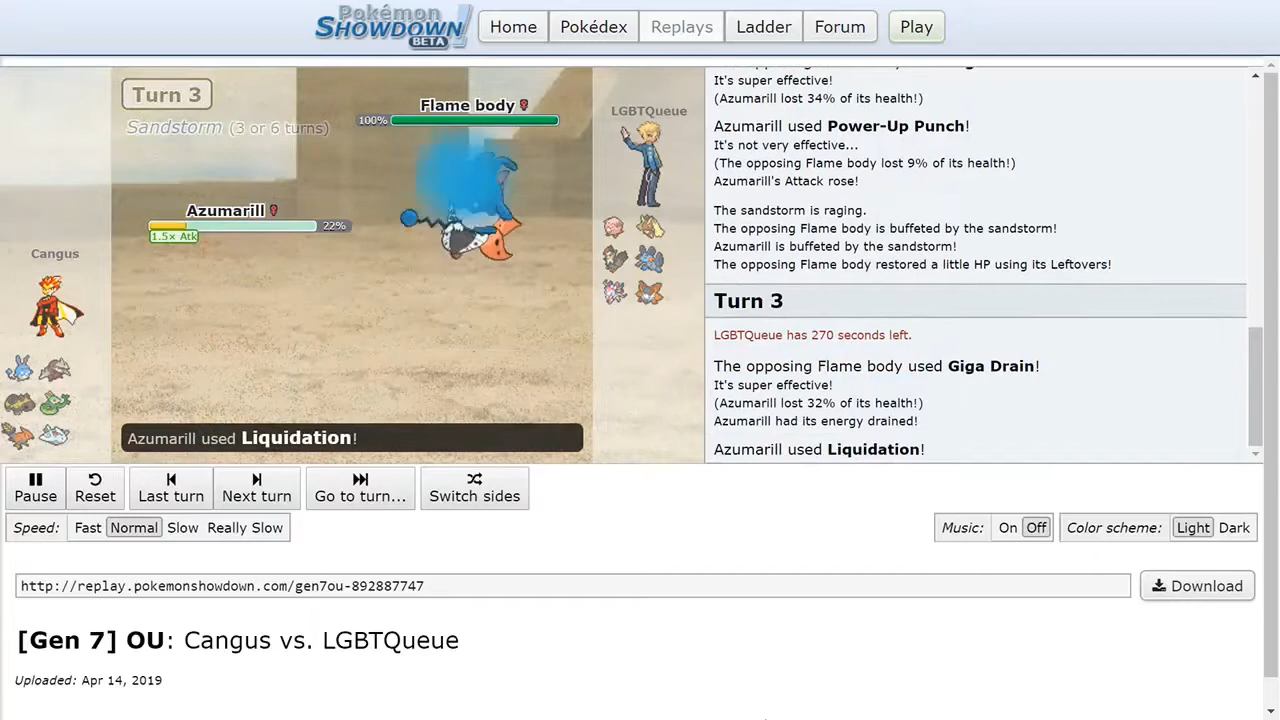 Pokémon
SHOWDOWN!
BETA
Home
Pokédex
Replays
Ladder
Forum
Play
Turn 3
Sandstorm (3 or 6 turns)
Flame body
100%
Azumarill
22%
1.5× Atk
Cangus
LGBTQueue
Azumarill used Liquidation!
It's super effective!
(Azumarill lost 34% of its health!)
Azumarill used Power-Up Punch!
It's not very effective...
(The opposing Flame body lost 9% of its health!)
Azumarill's Attack rose!
The sandstorm is raging.
The opposing Flame body is buffeted by the sandstorm!
Azumarill is buffeted by the sandstorm!
The opposing Flame body restored a little HP using its Leftovers!
Turn 3
LGBTQueue has 270 seconds left.
The opposing Flame body used Giga Drain!
It's super effective!
(Azumarill lost 32% of its health!)
Azumarill had its energy drained!
Azumarill used Liquidation!
Pause
Reset
Last turn
Next turn
Go to turn...
Switch sides
Speed: Fast Normal Slow Really Slow
Music: On Off
Color scheme: Light Dark
http://replay.pokemonshowdown.com/gen7ou-892887747
Download
[Gen 7] OU: Cangus vs. LGBTQueue
Uploaded: Apr 14, 2019